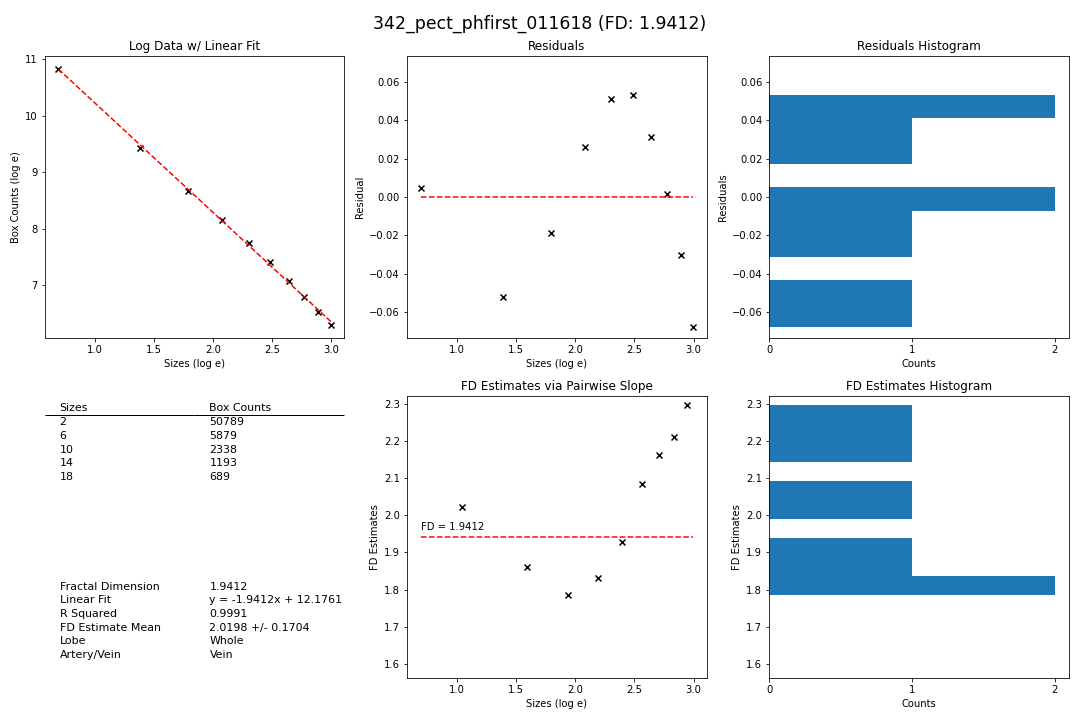 342_pect_phfirst_011618 (FD: 1.9412)
Log Data w/ Linear Fit
Box Counts (log e)
11
10
9
8
7
1.0 1.5 2.0 2.5 3.0
Sizes (log e)
Residuals
Residual
0.06
0.04
0.02
0.00
−0.02
−0.04
−0.06
1.0 1.5 2.0 2.5 3.0
Sizes (log e)
Residuals Histogram
Residuals
0.06
0.04
0.02
0.00
−0.02
−0.04
−0.06
0 1 2
Counts
Sizes Box Counts
2 50789
6 5879
10 2338
14 1193
18 689
Fractal Dimension 1.9412
Linear Fit y = -1.9412x + 12.1761
R Squared 0.9991
FD Estimate Mean 2.0198 +/- 0.1704
Lobe Whole
Artery/Vein Vein
FD Estimates via Pairwise Slope
FD Estimates
2.3
2.2
2.1
2.0
1.9
1.8
1.7
1.6
FD = 1.9412
1.0 1.5 2.0 2.5 3.0
Sizes (log e)
FD Estimates Histogram
FD Estimates
2.3
2.2
2.1
2.0
1.9
1.8
1.7
1.6
0 1 2
Counts